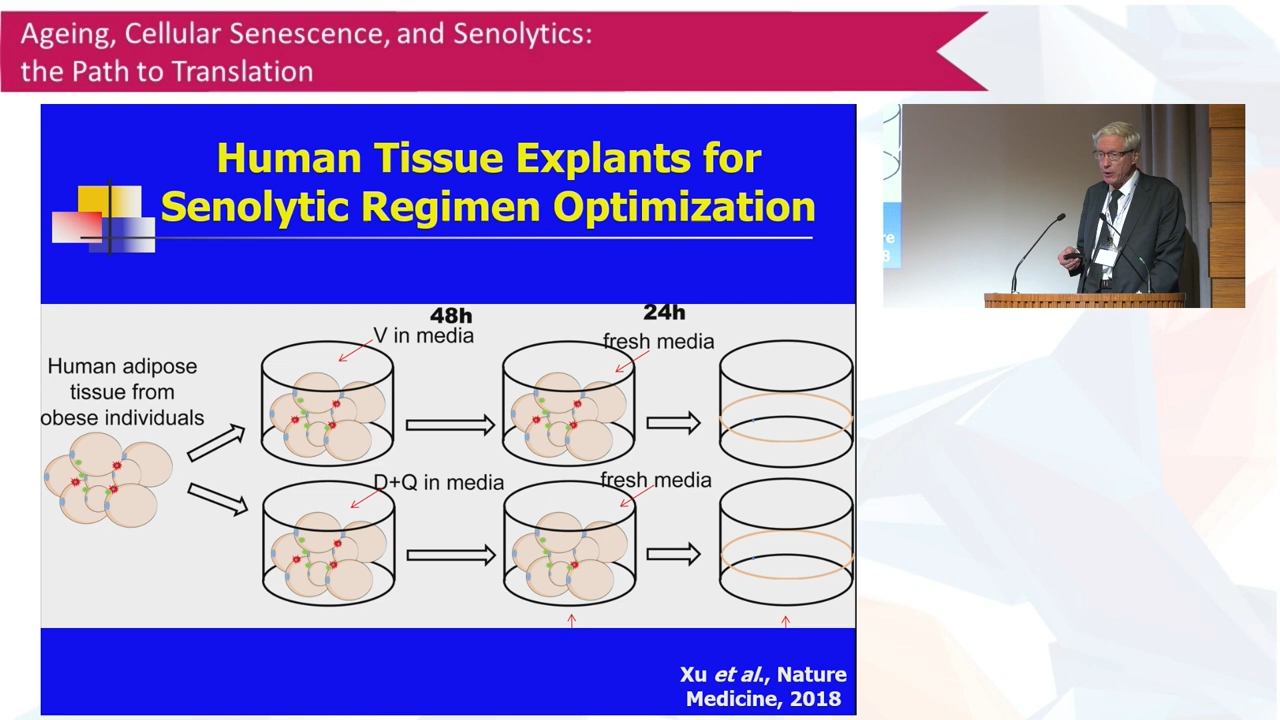 Ageing, Cellular Senescence, and Senolytics:
the Path to Translation
Human Tissue Explants for
Senolytic Regimen Optimization
48h
24h
V in media
fresh media
Human adipose
tissue from
obese individuals
D+Q in media
fresh media
Xu et al., Nature
Medicine, 2018
re
8